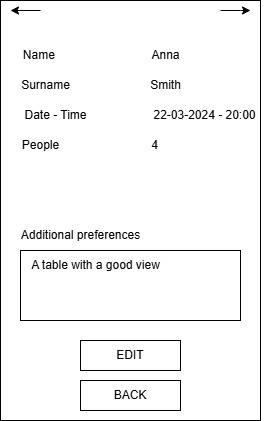 Name Anna
Surname Smith
Date - Time 22-03-2024 - 20:00
People 4
Additional preferences
A table with a good view
EDIT
BACK